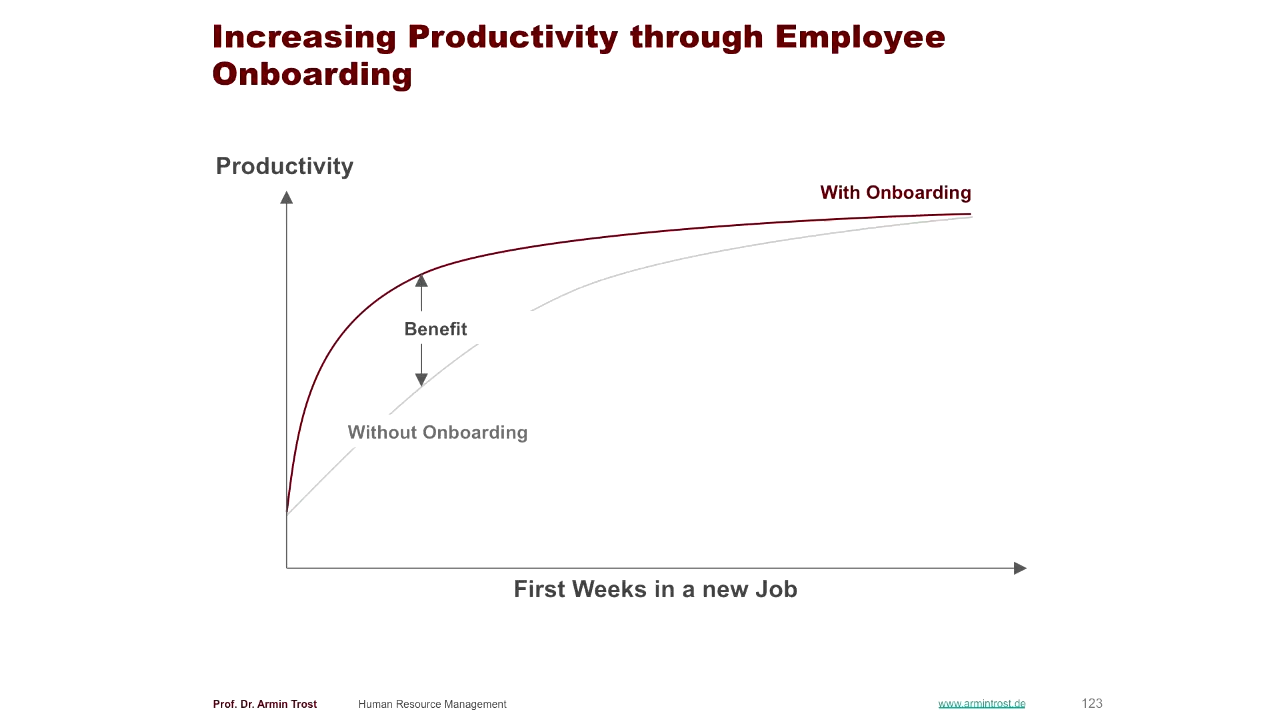 Increasing Productivity through Employee
Onboarding
Productivity
With Onboarding
Benefit
Without Onboarding
First Weeks in a new Job
Prof. Dr. Armin Trost
Human Resource Management
www.armintrost.de
123